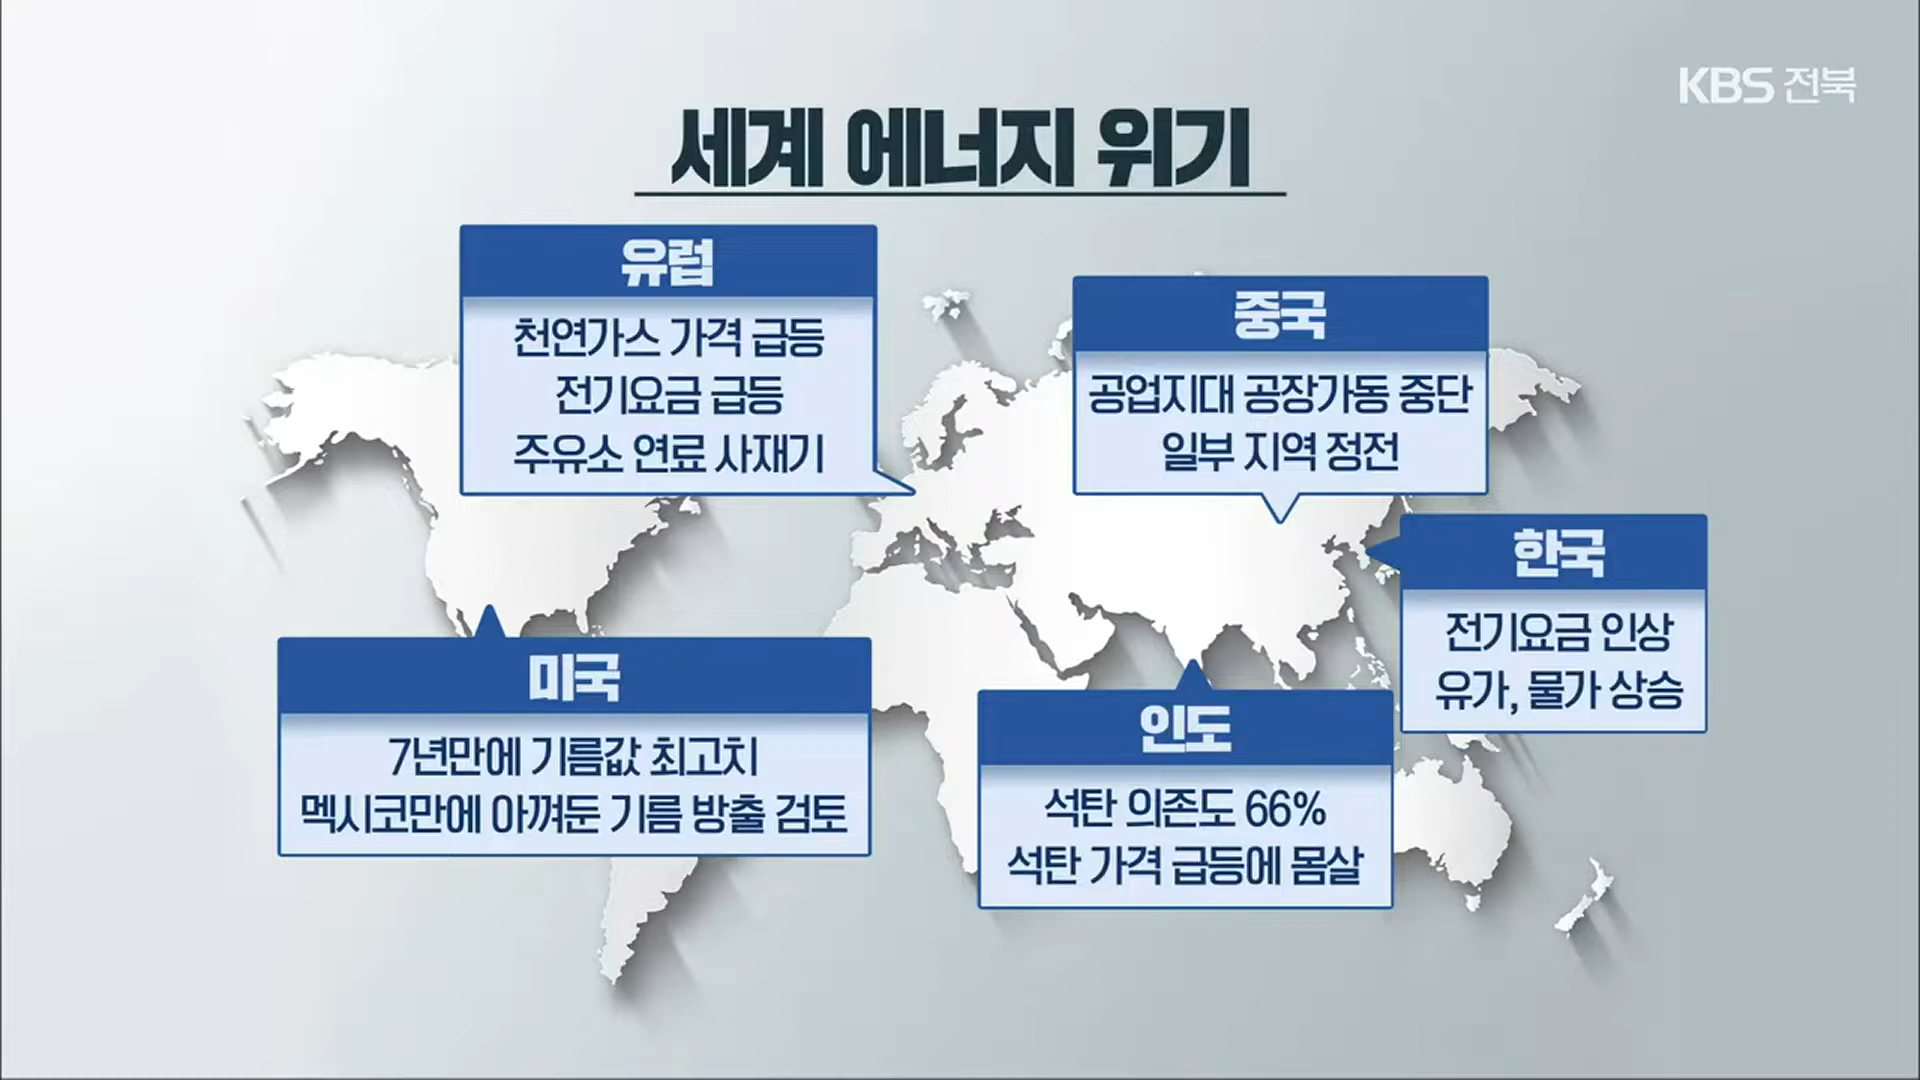 KBS 전북
세계 에너지 위기
유럽
천연가스 가격 급등
전기요금 급등
주유소 연료 사재기
중국
공업지대 공장가동 중단
일부 지역 정전
한국
전기요금 인상
유가, 물가 상승
미국
7년만에 기름값 최고치
멕시코만에 아껴둔 기름 방출 검토
인도
석탄 의존도 66%
석탄 가격 급등에 몸살